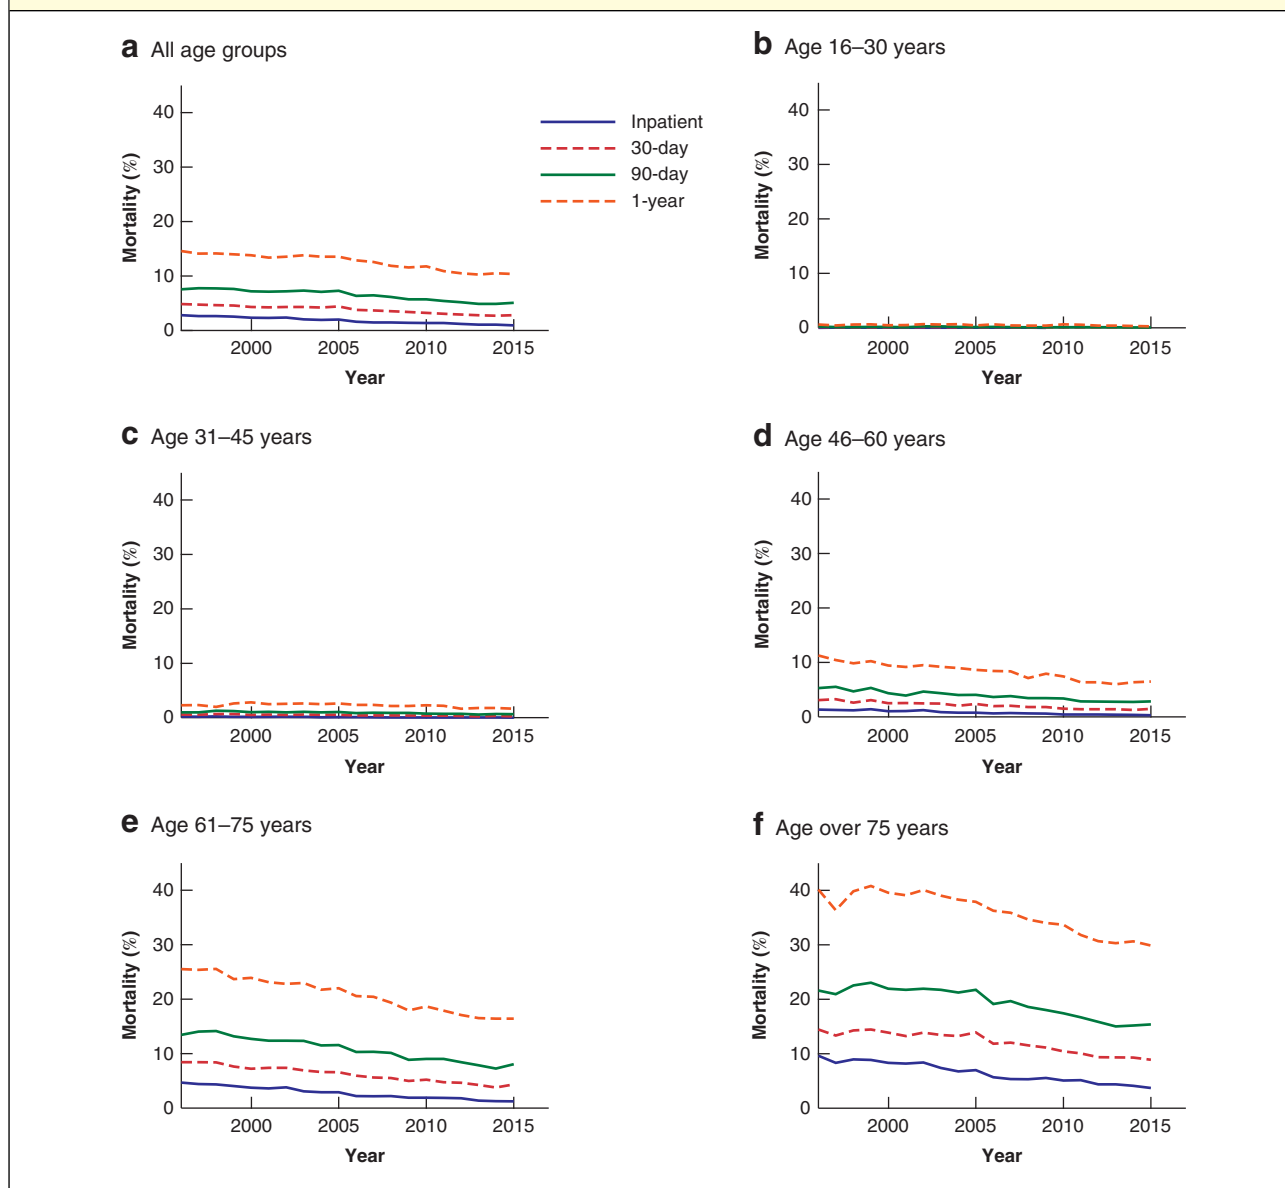 a All age groups
40
30
20
10
0
Mortality (%)
2000 2005 2010 2015
Year
Inpatient
30-day
90-day
1-year
b Age 16–30 years
40
30
20
10
0
Mortality (%)
2000 2005 2010 2015
Year
c Age 31–45 years
40
30
20
10
0
Mortality (%)
2000 2005 2010 2015
Year
d Age 46–60 years
40
30
20
10
0
Mortality (%)
2000 2005 2010 2015
Year
e Age 61–75 years
40
30
20
10
0
Mortality (%)
2000 2005 2010 2015
Year
f Age over 75 years
40
30
20
10
0
Mortality (%)
2000 2005 2010 2015
Year